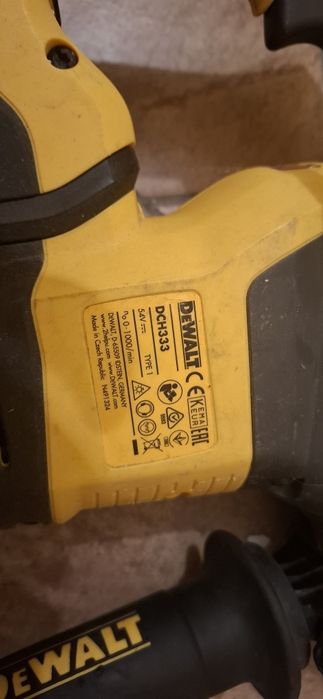 DEWALT CE KEMA KEUR EAC
DCH333
54V TYPE 1
n₀ 0-1000/min
DEWALT, D-65509 IDSTEIN, GERMANY
www.2helpu.com www.DEWALT.com
Made in Czech Republic N491324
DEWALT